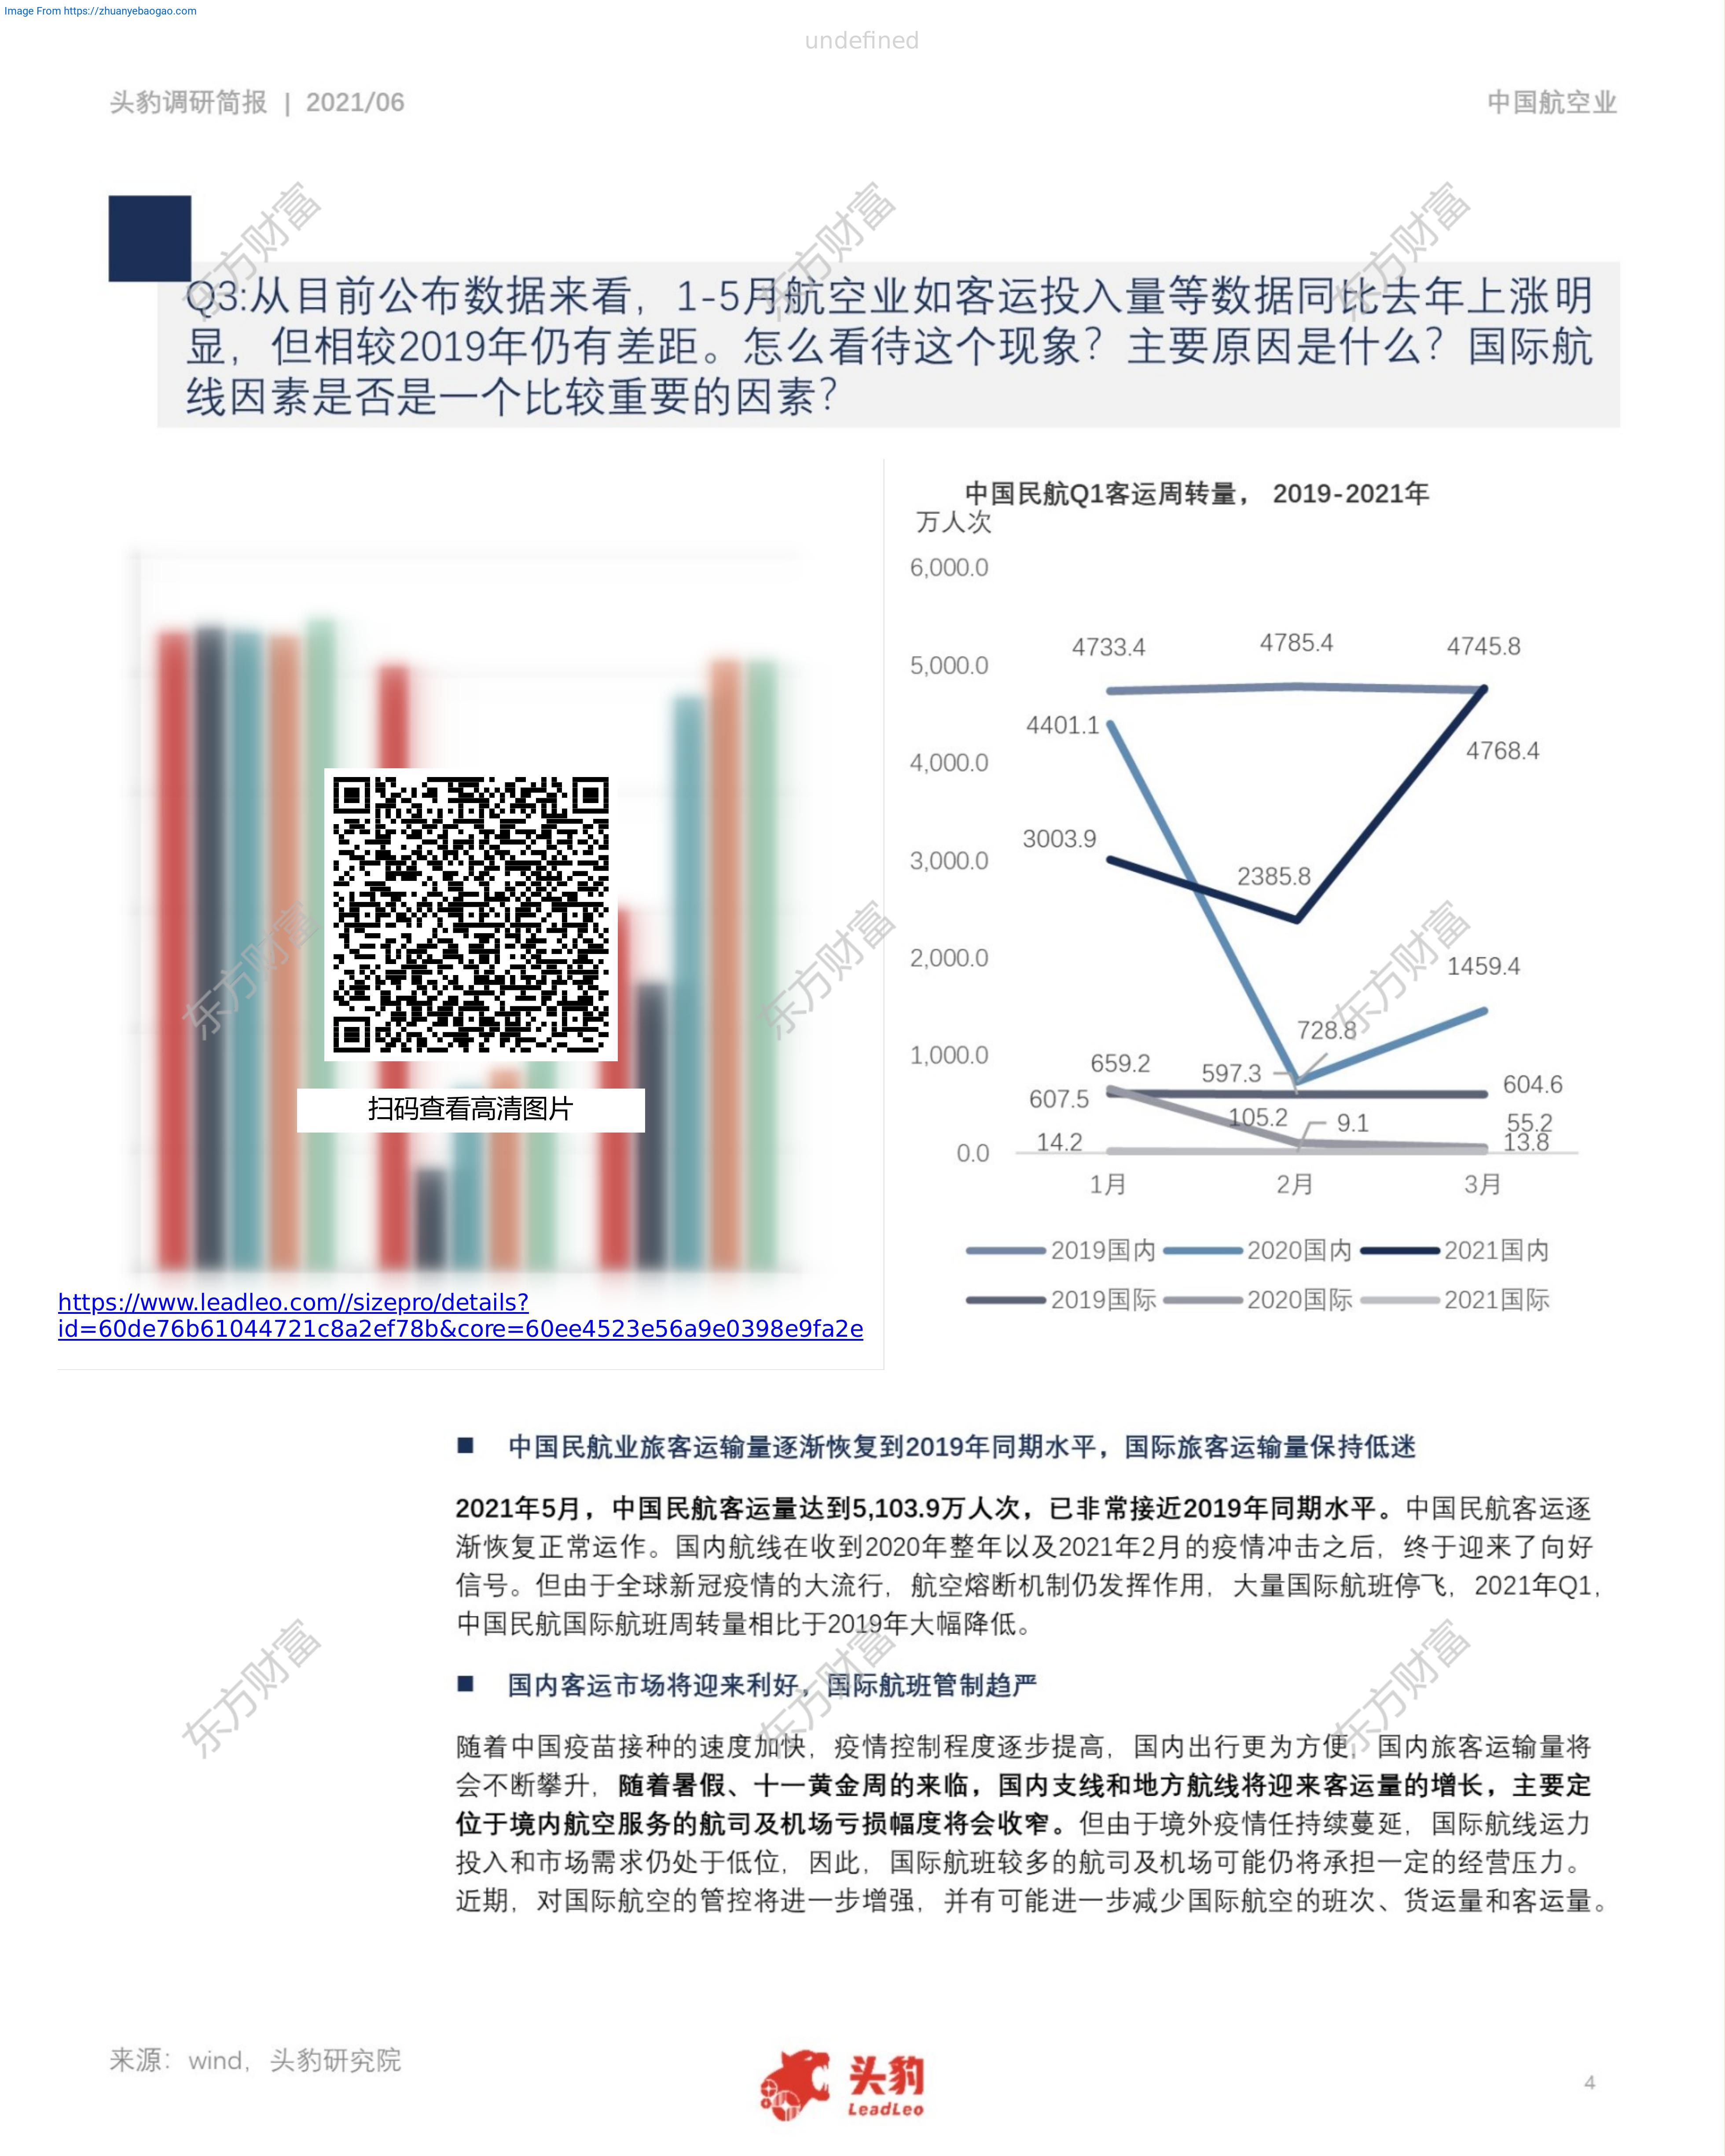 Image From https://zhuanyebaogao.com
undefined
头豹调研简报 | 2021/06
中国航空业
Q3:从目前公布数据来看，1-5月航空业如客运投入量等数据同比去年上涨明
显，但相较2019年仍有差距。怎么看待这个现象？主要原因是什么？国际航
线因素是否是一个比较重要的因素？
扫码查看高清图片
https://www.leadleo.com//sizepro/details?
id=60de76b61044721c8a2ef78b&core=60ee4523e56a9e0398e9fa2e
中国民航Q1客运周转量， 2019-2021年
万人次
6,000.0
5,000.0
4,000.0
3,000.0
2,000.0
1,000.0
0.0
4733.4
4785.4
4745.8
4401.1
4768.4
3003.9
2385.8
1459.4
728.8
659.2
597.3
604.6
607.5
105.2
9.1
55.2
14.2
13.8
1月
2月
3月
2019国内
2020国内
2021国内
2019国际
2020国际
2021国际
■ 中国民航业旅客运输量逐渐恢复到2019年同期水平，国际旅客运输量保持低迷
2021年5月，中国民航客运量达到5,103.9万人次，已非常接近2019年同期水平。中国民航客运逐
渐恢复正常运作。国内航线在收到2020年整年以及2021年2月的疫情冲击之后，终于迎来了向好
信号。但由于全球新冠疫情的大流行，航空熔断机制仍发挥作用，大量国际航班停飞，2021年Q1，
中国民航国际航班周转量相比于2019年大幅降低。
■ 国内客运市场将迎来利好，国际航班管制趋严
随着中国疫苗接种的速度加快，疫情控制程度逐步提高，国内出行更为方便，国内旅客运输量将
会不断攀升，随着暑假、十一黄金周的来临，国内支线和地方航线将迎来客运量的增长，主要定
位于境内航空服务的航司及机场亏损幅度将会收窄。但由于境外疫情任持续蔓延，国际航线运力
投入和市场需求仍处于低位，因此，国际航班较多的航司及机场可能仍将承担一定的经营压力。
近期，对国际航空的管控将进一步增强，并有可能进一步减少国际航空的班次、货运量和客运量。
来源：wind，头豹研究院
头豹
LeadLeo
4
东方财富
东方财富
东方财富
东方财富
东方财富
东方财富
东方财富
东方财富
东方财富